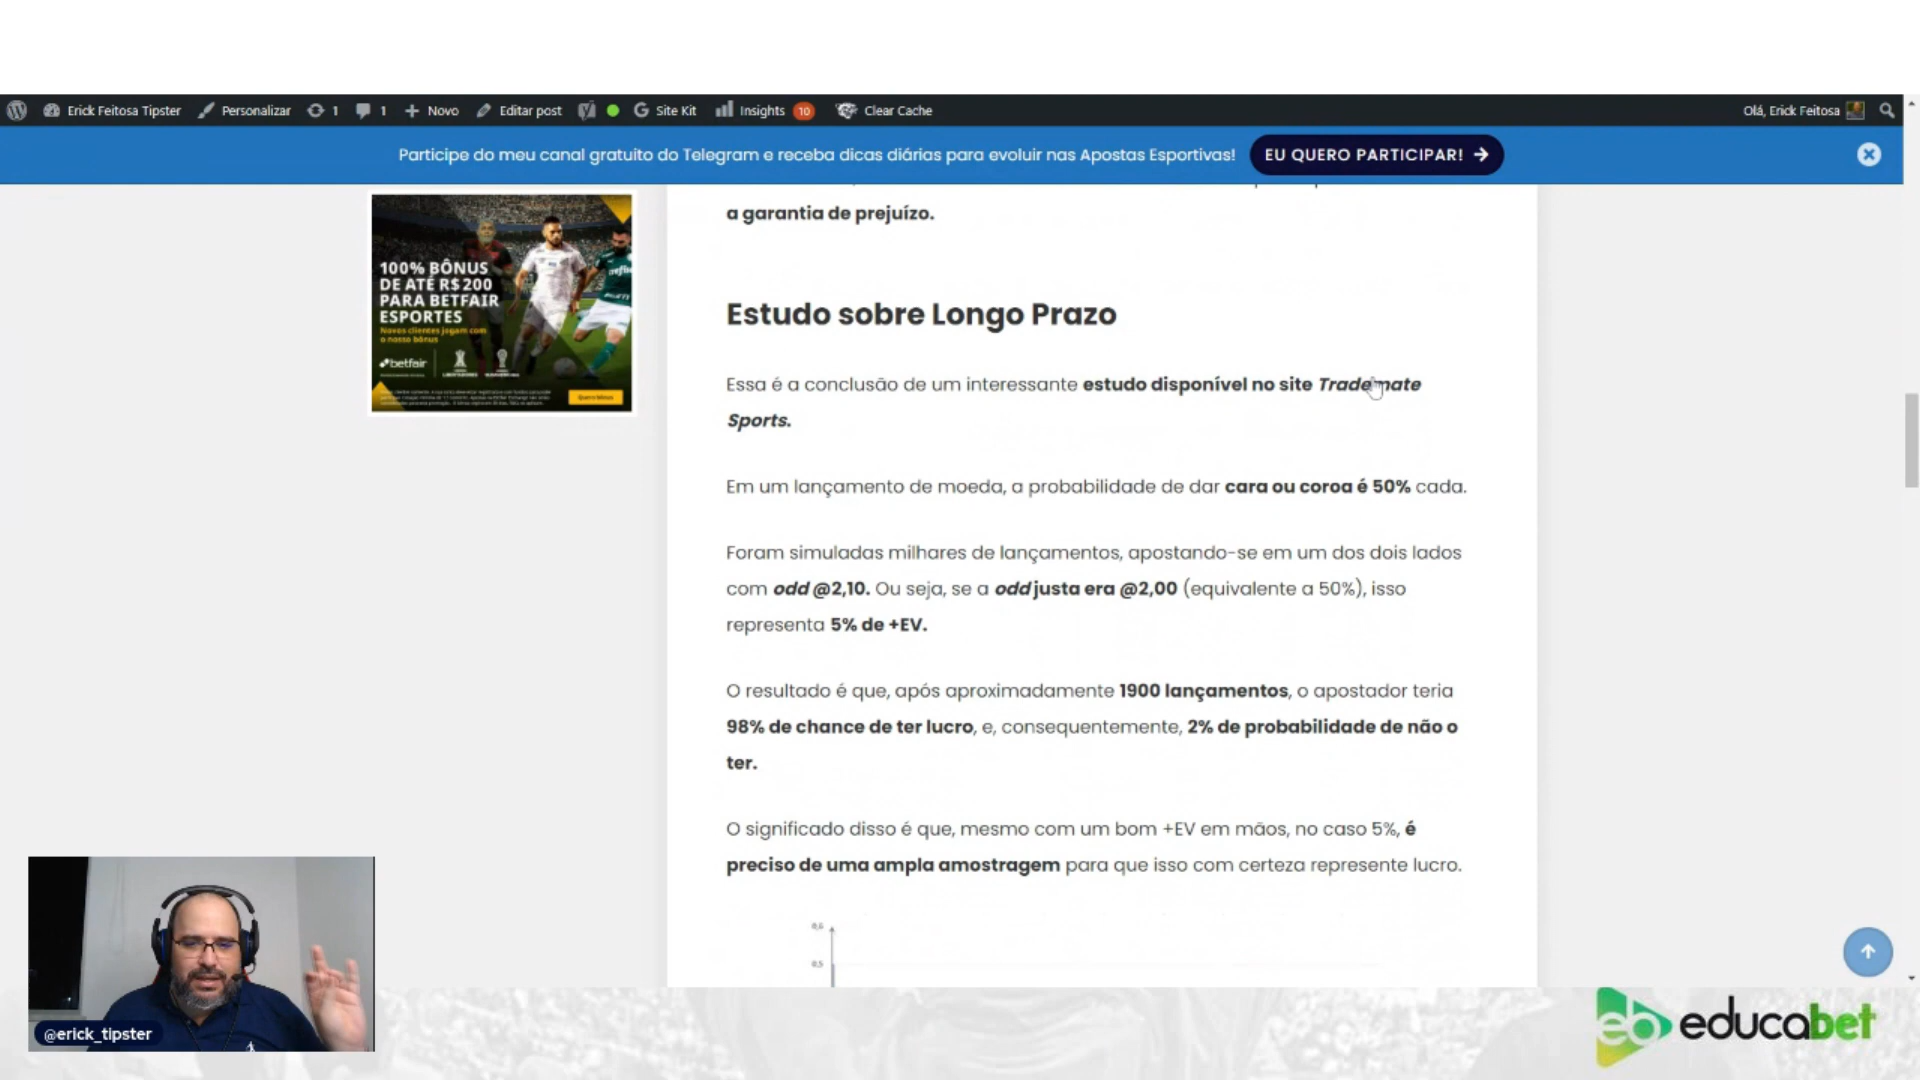 Erick Feitosa Tipster Personalizar 1 1 Novo Editar post Site Kit Insights 10 Clear Cache Olá, Erick Feitosa
Participe do meu canal gratuito do Telegram e receba dicas diárias para evoluir nas Apostas Esportivas! EU QUERO PARTICIPAR!
100% BÔNUS
DE ATÉ R$200
PARA BETFAIR
ESPORTES
Novos clientes jogam com
o nosso bônus
betfair
a garantia de prejuízo.
Estudo sobre Longo Prazo
Essa é a conclusão de um interessante estudo disponível no site Trademate
Sports.
Em um lançamento de moeda, a probabilidade de dar cara ou coroa é 50% cada.
Foram simuladas milhares de lançamentos, apostando-se em um dos dois lados
com odd @2,10. Ou seja, se a odd justa era @2,00 (equivalente a 50%), isso
representa 5% de +EV.
O resultado é que, após aproximadamente 1900 lançamentos, o apostador teria
98% de chance de ter lucro, e, consequentemente, 2% de probabilidade de não o
ter.
O significado disso é que, mesmo com um bom +EV em mãos, no caso 5%, é
preciso de uma ampla amostragem para que isso com certeza represente lucro.
0,6
0,5
@erick_tipster
eb educabet